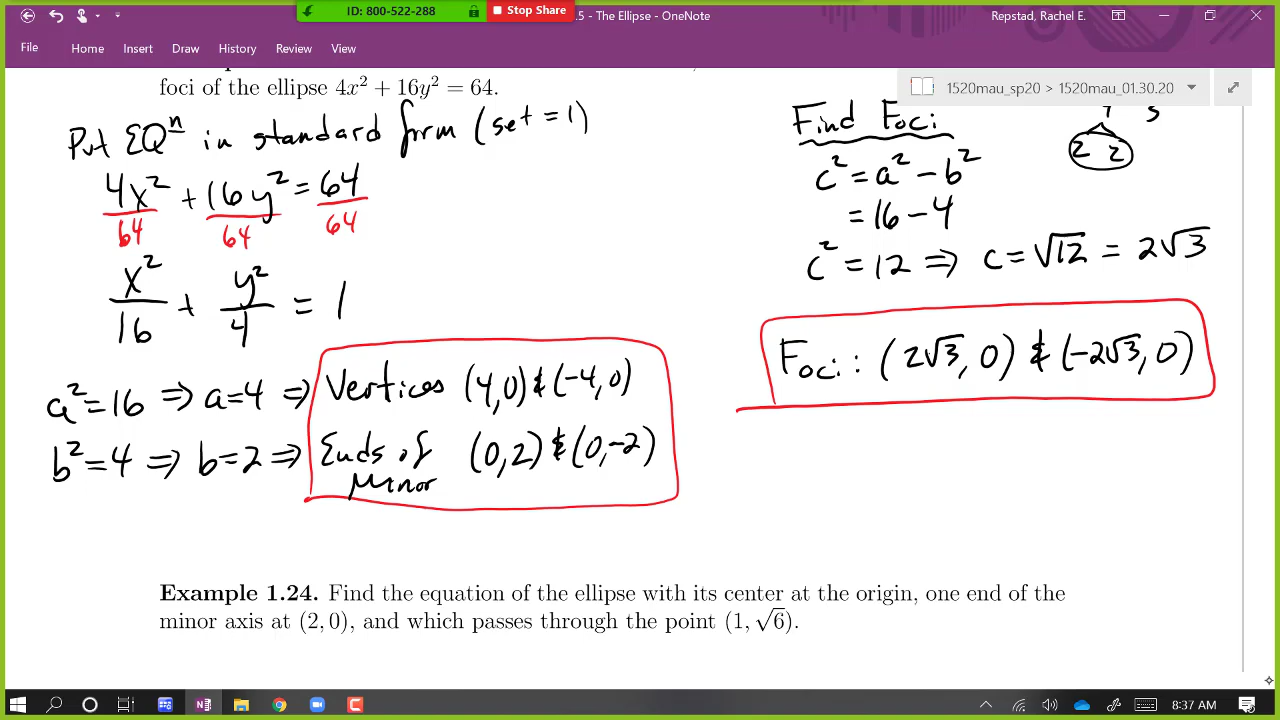 ID: 800-522-288 Stop Share
.5 - The Ellipse - OneNote
Repstad, Rachel E.
File Home Insert Draw History Review View
1520mau_sp20 > 1520mau_01.30.20
foci of the ellipse 4x² + 16y² = 64.
Put EQⁿ in standard form (set = 1)
4x²/64 + 16y²/64 = 64/64
x²/16 + y²/4 = 1
a²=16 ⇒ a=4 ⇒ Vertices (4,0) & (-4,0)
b²=4 ⇒ b=2 ⇒ Ends of Minor (0,2) & (0,-2)
Find Foci
c² = a² - b²
= 16 - 4
c² = 12 ⇒ c = √12 = 2√3
2 2
Foci: (2√3, 0) & (-2√3, 0)
Example 1.24. Find the equation of the ellipse with its center at the origin, one end of the
minor axis at (2, 0), and which passes through the point (1, √6).
8:37 AM